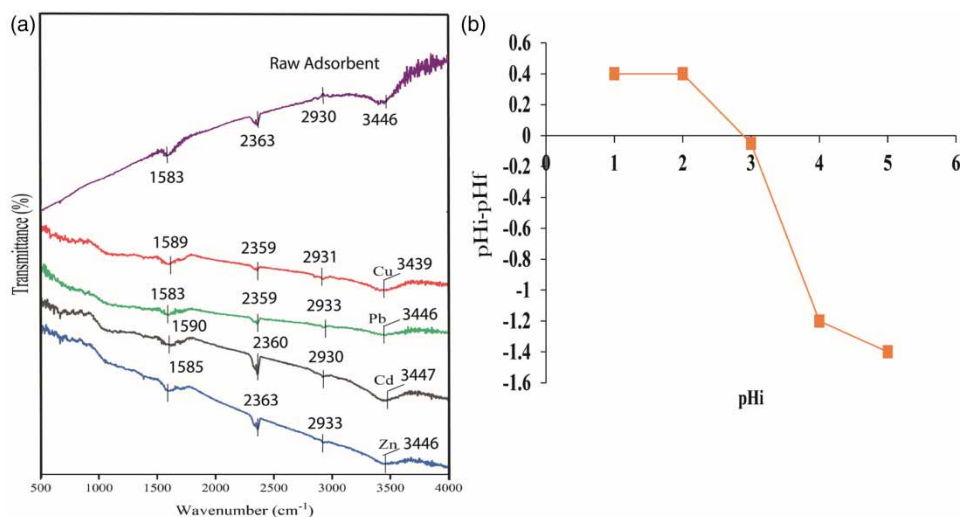 (a)
Raw Adsorbent
1583
2363
2930
3446
1589
2359
2931
Cu
3439
1583
2359
2933
Pb
3446
1590
2360
2930
Cd
3447
1585
2363
2933
Zn
3446
Transmittance (%)
500 1000 1500 2000 2500 3000 3500 4000
Wavenumber (cm⁻¹)
(b)
0.6
0.4
0.2
0
-0.2
-0.4
-0.6
-0.8
-1
-1.2
-1.4
-1.6
0 1 2 3 4 5 6
pHi-pHf
pHi